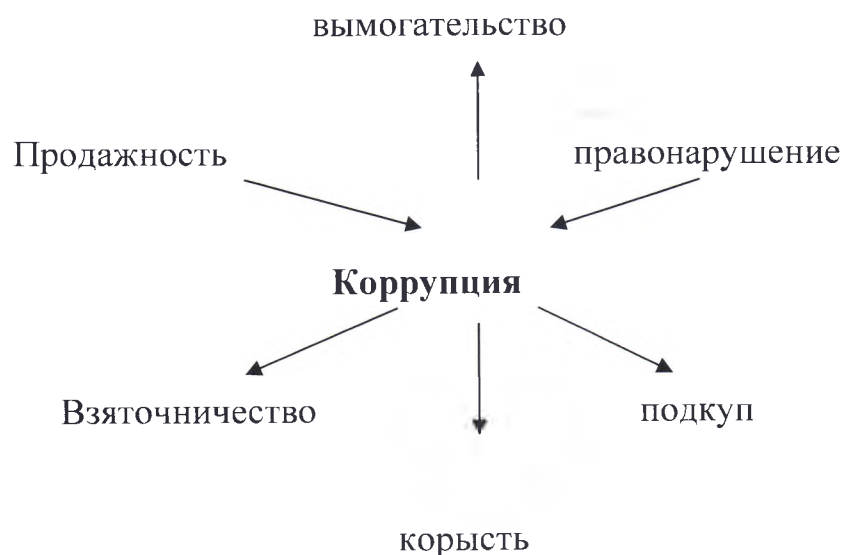 вымогательство
Продажность
правонарушение
Коррупция
Взяточничество
подкуп
корысть